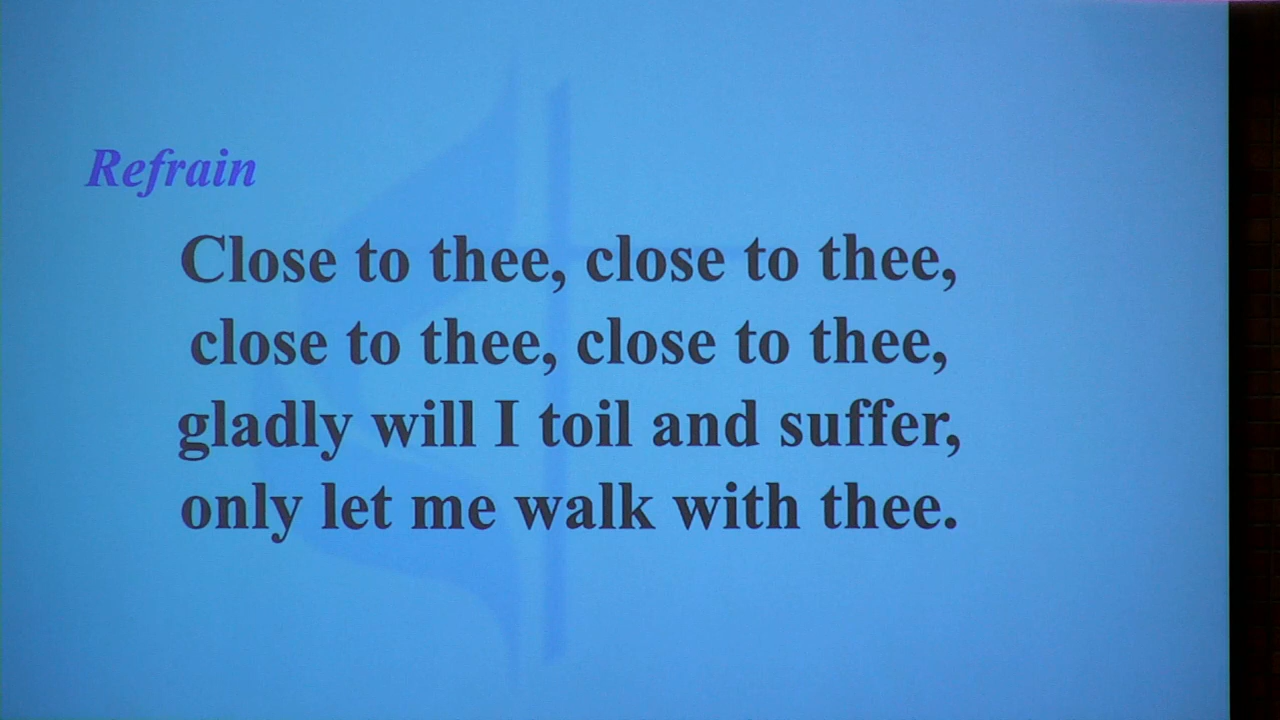 Refrain
Close to thee, close to thee,
close to thee, close to thee,
gladly will I toil and suffer,
only let me walk with thee.